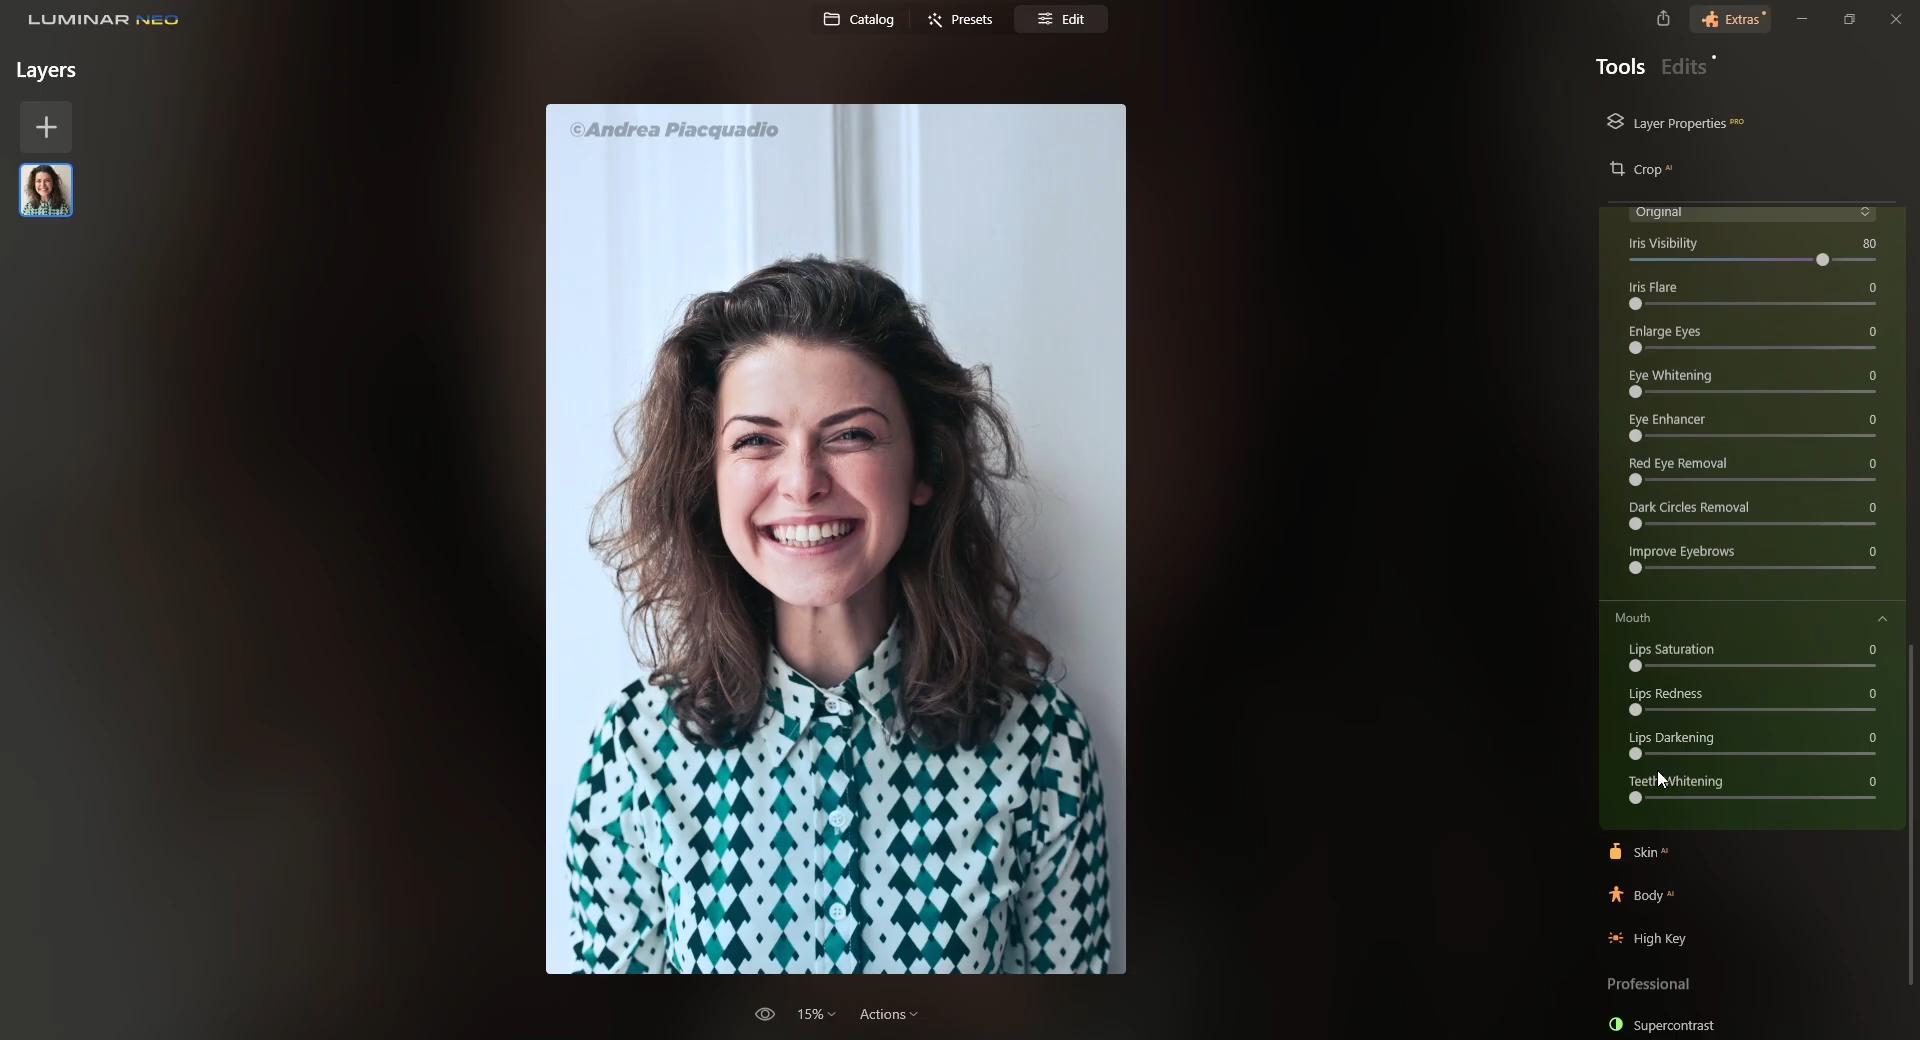 LUMINAR NEO
Catalog
Presets
Edit
Extras
Layers
Tools Edits
Layer Properties PRO
Crop AI
©Andrea Piacquadio
Original
Iris Visibility 80
Iris Flare 0
Enlarge Eyes 0
Eye Whitening 0
Eye Enhancer 0
Red Eye Removal 0
Dark Circles Removal 0
Improve Eyebrows 0
Mouth
Lips Saturation 0
Lips Redness 0
Lips Darkening 0
Teeth Whitening 0
Skin AI
Body AI
High Key
Professional
Supercontrast
15%
Actions